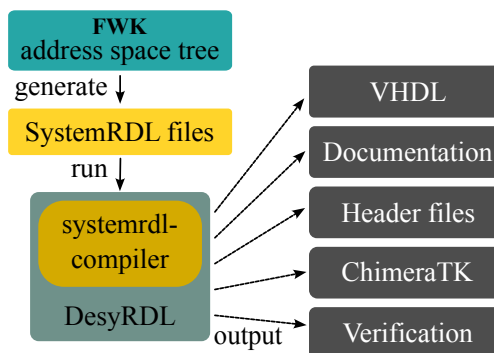 FWK
address space tree
generate
SystemRDL files
run
systemrdl-
compiler
DesyRDL
output
VHDL
Documentation
Header files
ChimeraTK
Verification